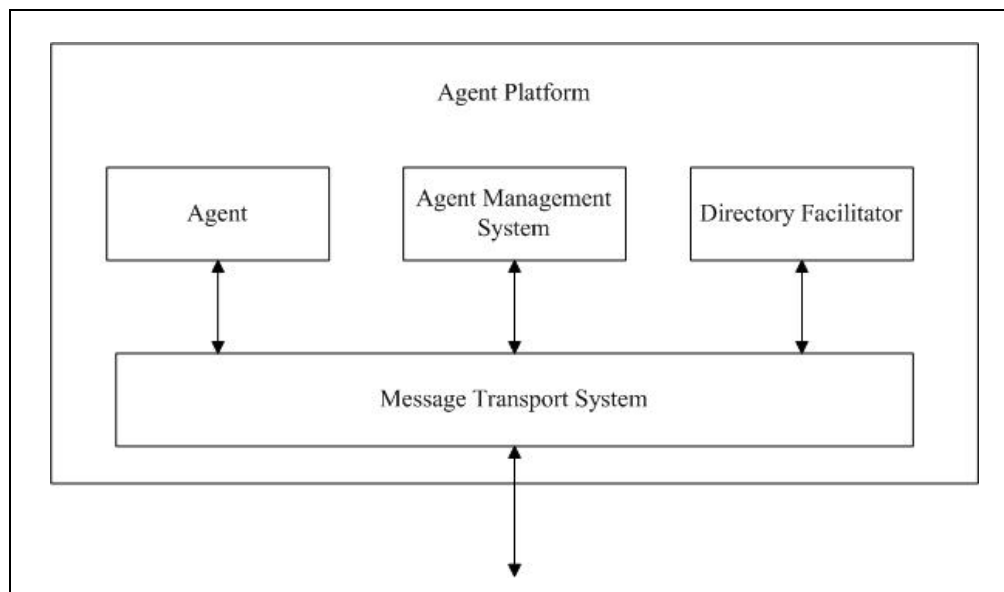 Agent Platform
Agent
Agent Management
System
Directory Facilitator
Message Transport System